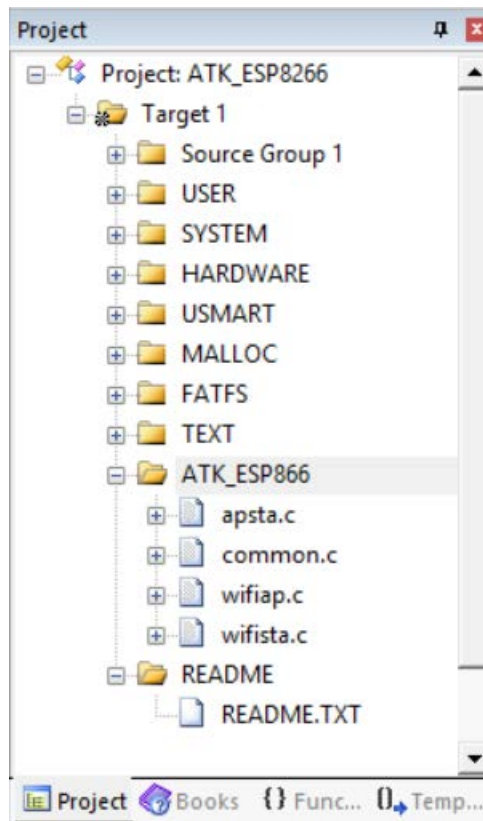 Project
Project: ATK_ESP8266
Target 1
Source Group 1
USER
SYSTEM
HARDWARE
USMART
MALLOC
FATFS
TEXT
ATK_ESP866
apsta.c
common.c
wifiap.c
wifista.c
README
README.TXT
Project Books {} Func... Temp...